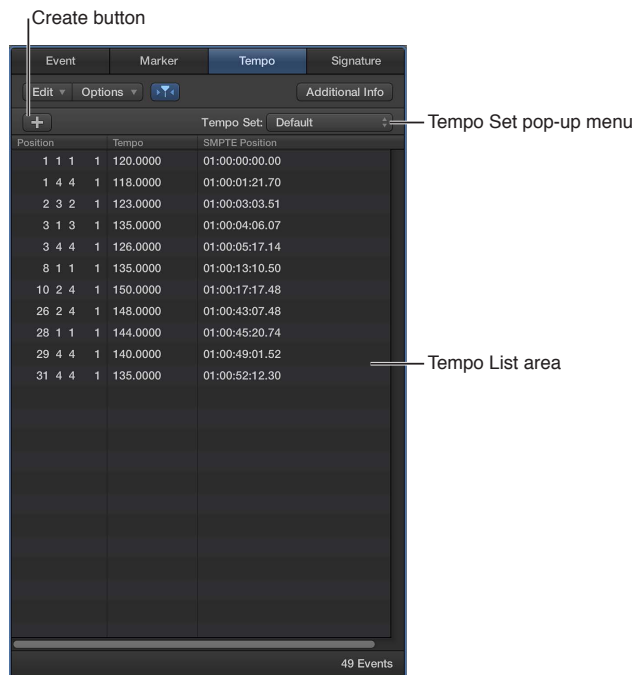 Create button
Event Marker Tempo Signature
Edit Options Additional Info
Tempo Set: Default
Tempo Set pop-up menu
Position Tempo SMPTE Position
1 1 1 1 120.0000 01:00:00:00.00
1 4 4 1 118.0000 01:00:01:21.70
2 3 2 1 123.0000 01:00:03:03.51
3 1 3 1 135.0000 01:00:04:06.07
3 4 4 1 126.0000 01:00:05:17.14
8 1 1 1 135.0000 01:00:13:10.50
10 2 4 1 150.0000 01:00:17:17.48
26 2 4 1 148.0000 01:00:43:07.48
28 1 1 1 144.0000 01:00:45:20.74
29 4 4 1 140.0000 01:00:49:01.52
Tempo List area
31 4 4 1 135.0000 01:00:52:12.30
49 Events